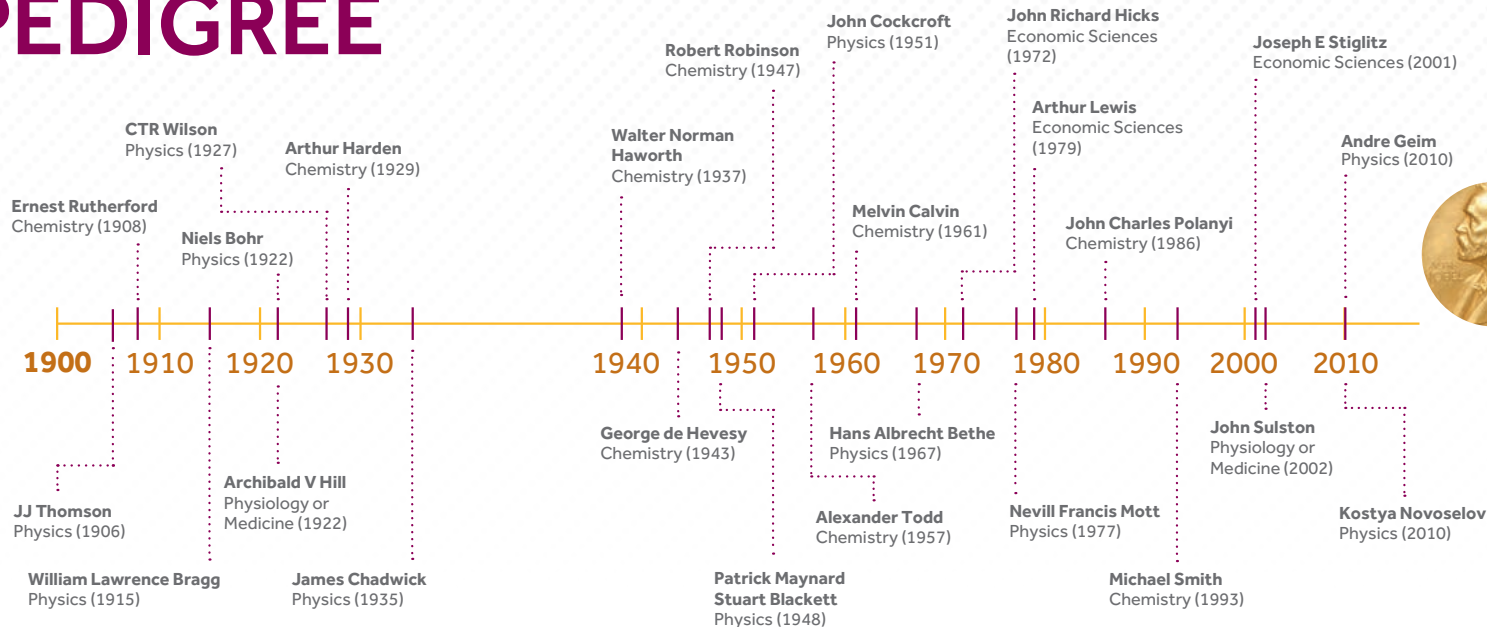 PEDIGREE
John Cockcroft
Physics (1951)
John Richard Hicks
Economic Sciences
(1972)
Robert Robinson
Chemistry (1947)
Joseph E Stiglitz
Economic Sciences (2001)
CTR Wilson
Physics (1927)
Arthur Harden
Chemistry (1929)
Walter Norman
Haworth
Chemistry (1937)
Arthur Lewis
Economic Sciences
(1979)
Andre Geim
Physics (2010)
Ernest Rutherford
Chemistry (1908)
Niels Bohr
Physics (1922)
Melvin Calvin
Chemistry (1961)
John Charles Polanyi
Chemistry (1986)
1900 1910 1920 1930 1940 1950 1960 1970 1980 1990 2000 2010
George de Hevesy
Chemistry (1943)
Hans Albrecht Bethe
Physics (1967)
John Sulston
Physiology or
Medicine (2002)
Archibald V Hill
Physiology or
Medicine (1922)
JJ Thomson
Physics (1906)
Alexander Todd
Chemistry (1957)
Nevill Francis Mott
Physics (1977)
Kostya Novoselov
Physics (2010)
William Lawrence Bragg
Physics (1915)
James Chadwick
Physics (1935)
Patrick Maynard
Stuart Blackett
Physics (1948)
Michael Smith
Chemistry (1993)